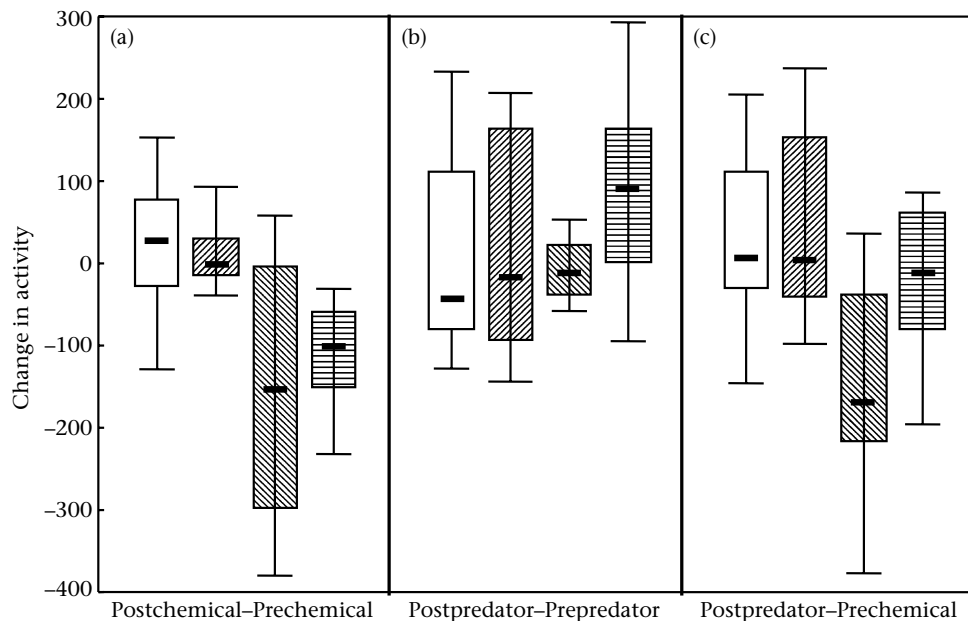 300
(a)
(b)
(c)
200
100
0
–100
–200
–300
–400
Change in activity
Postchemical–Prechemical
Postpredator–Prepredator
Postpredator–Prechemical